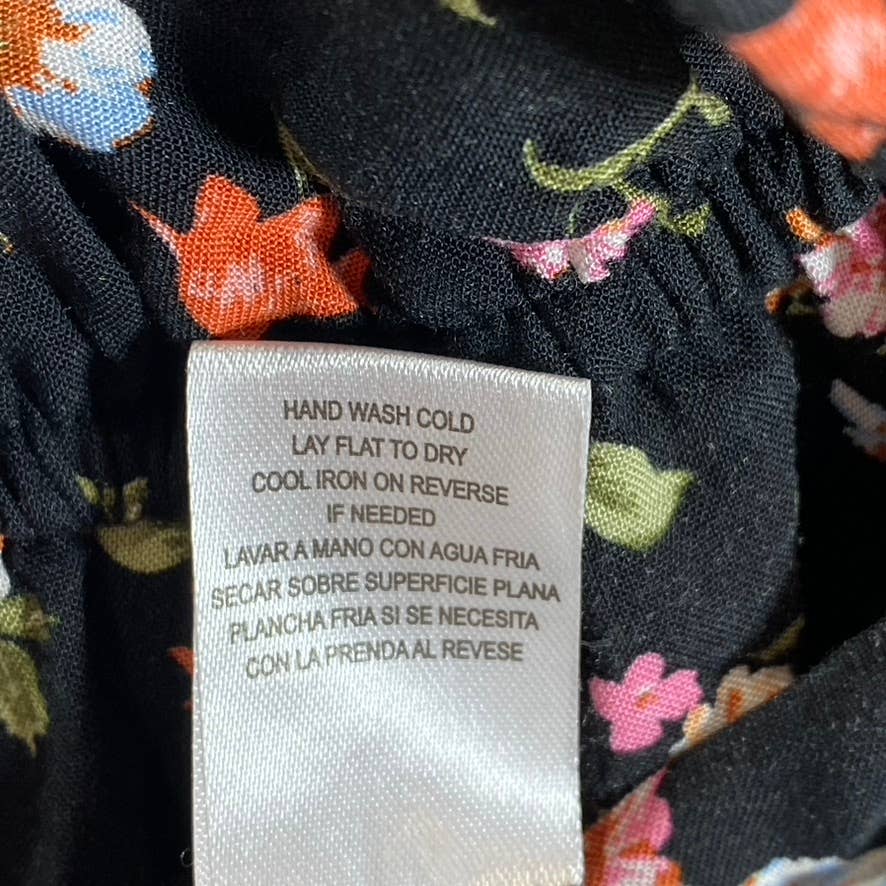 HAND WASH COLD
LAY FLAT TO DRY
COOL IRON ON REVERSE
IF NEEDED
LAVAR A MANO CON AGUA FRIA
SECAR SOBRE SUPERFICIE PLANA
PLANCHA FRIA SI SE NECESITA
CON LA PRENDA AL REVESE